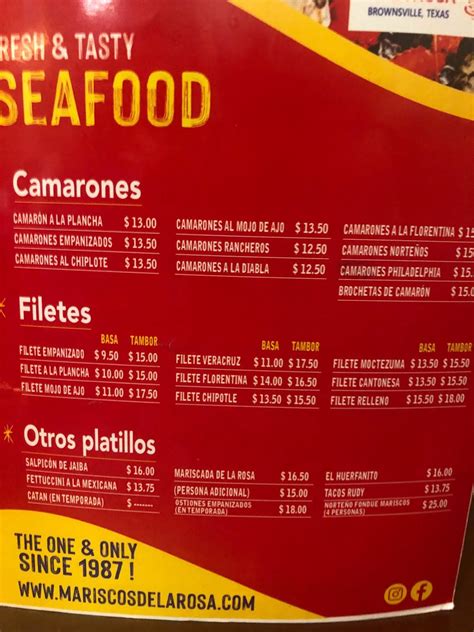 BROWNSVILLE, TEXAS
RESH & TASTY
SEAFOOD
Camarones
CAMARÓN A LA PLANCHA $ 13.00
CAMARONES EMPANIZADOS $ 13.50
CAMARONES AL CHIPLOTE $ 13.50
CAMARONES AL MOJO DE AJO $ 13.50
CAMARONES RANCHEROS $ 12.50
CAMARONES A LA DIABLA $ 12.50
CAMARONES A LA FLORENTINA $ 15
CAMARONES NORTEÑOS $ 15
CAMARONES PHILADELPHIA $ 15.
BROCHETAS DE CAMARÓN $ 15.0
Filetes
BASA TAMBOR
FILETE EMPANIZADO $ 9.50 $ 15.00
FILETE A LA PLANCHA $ 10.00 $ 15.00
FILETE MOJO DE AJO $ 11.00 $ 17.50
BASA TAMBOR
FILETE VERACRUZ $ 11.00 $ 17.50
FILETE FLORENTINA $ 14.00 $ 16.50
FILETE CHIPOTLE $ 13.50 $ 15.50
BASA TAMBOR
FILETE MOCTEZUMA $ 13.50 $ 15.50
FILETE CANTONESA $ 13.50 $ 15.50
FILETE RELLENO $ 15.50 $ 18.00
Otros platillos
SALPICÓN DE JAIBA $ 16.00
FETTUCCINI A LA MEXICANA $ 13.75
CATAN (EN TEMPORADA) $ -------
MARISCADA DE LA ROSA $ 16.50
(PERSONA ADICIONAL) $ 15.00
OSTIONES EMPANIZADOS
(EN TEMPORADA) $ 18.00
EL HUERFANITO $ 16.00
TACOS RUDY $ 13.75
NORTEÑO FONDUE MARISCOS
(4 PERSONAS) $ 25.00
THE ONE & ONLY
SINCE 1987 !
WWW.MARISCOSDELAROSA.COM